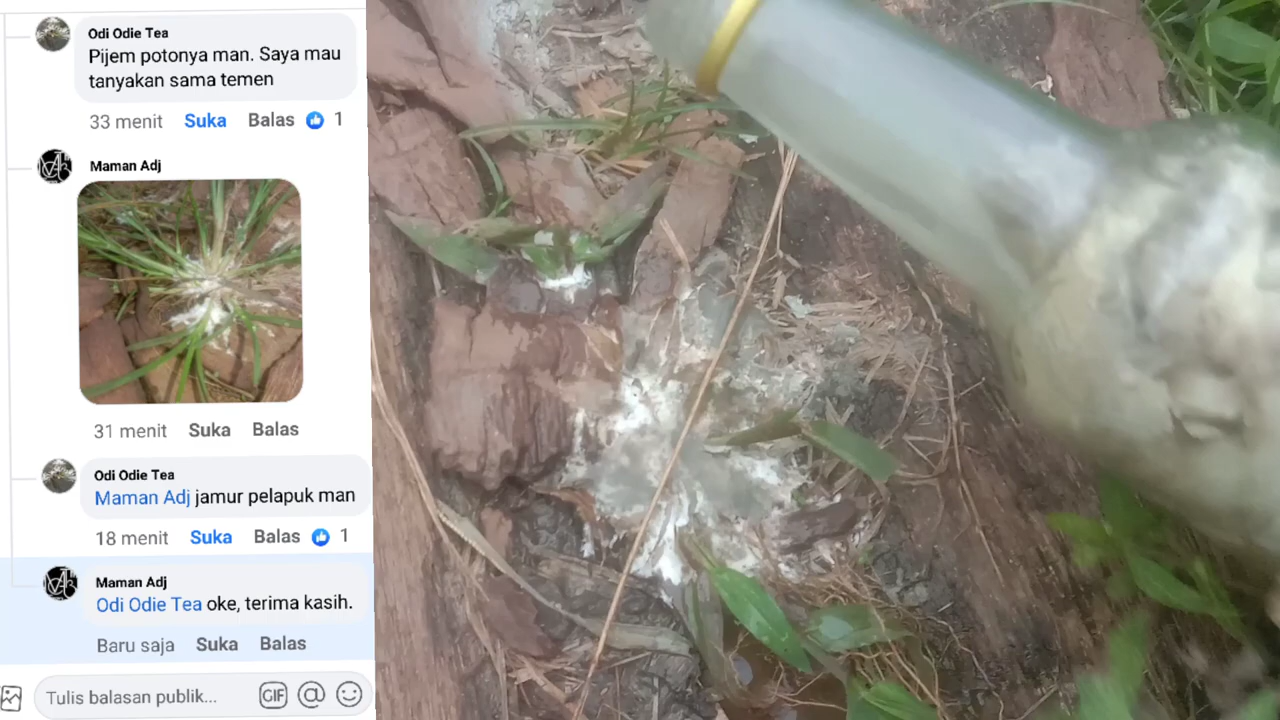 Odi Odie Tea
Pijem potonya man. Saya mau
tanyakan sama temen
33 menit Suka Balas 1
Maman Adj
31 menit Suka Balas
Odi Odie Tea
Maman Adj jamur pelapuk man
18 menit Suka Balas 1
Maman Adj
Odi Odie Tea oke, terima kasih.
Baru saja Suka Balas
Tulis balasan publik... GIF @